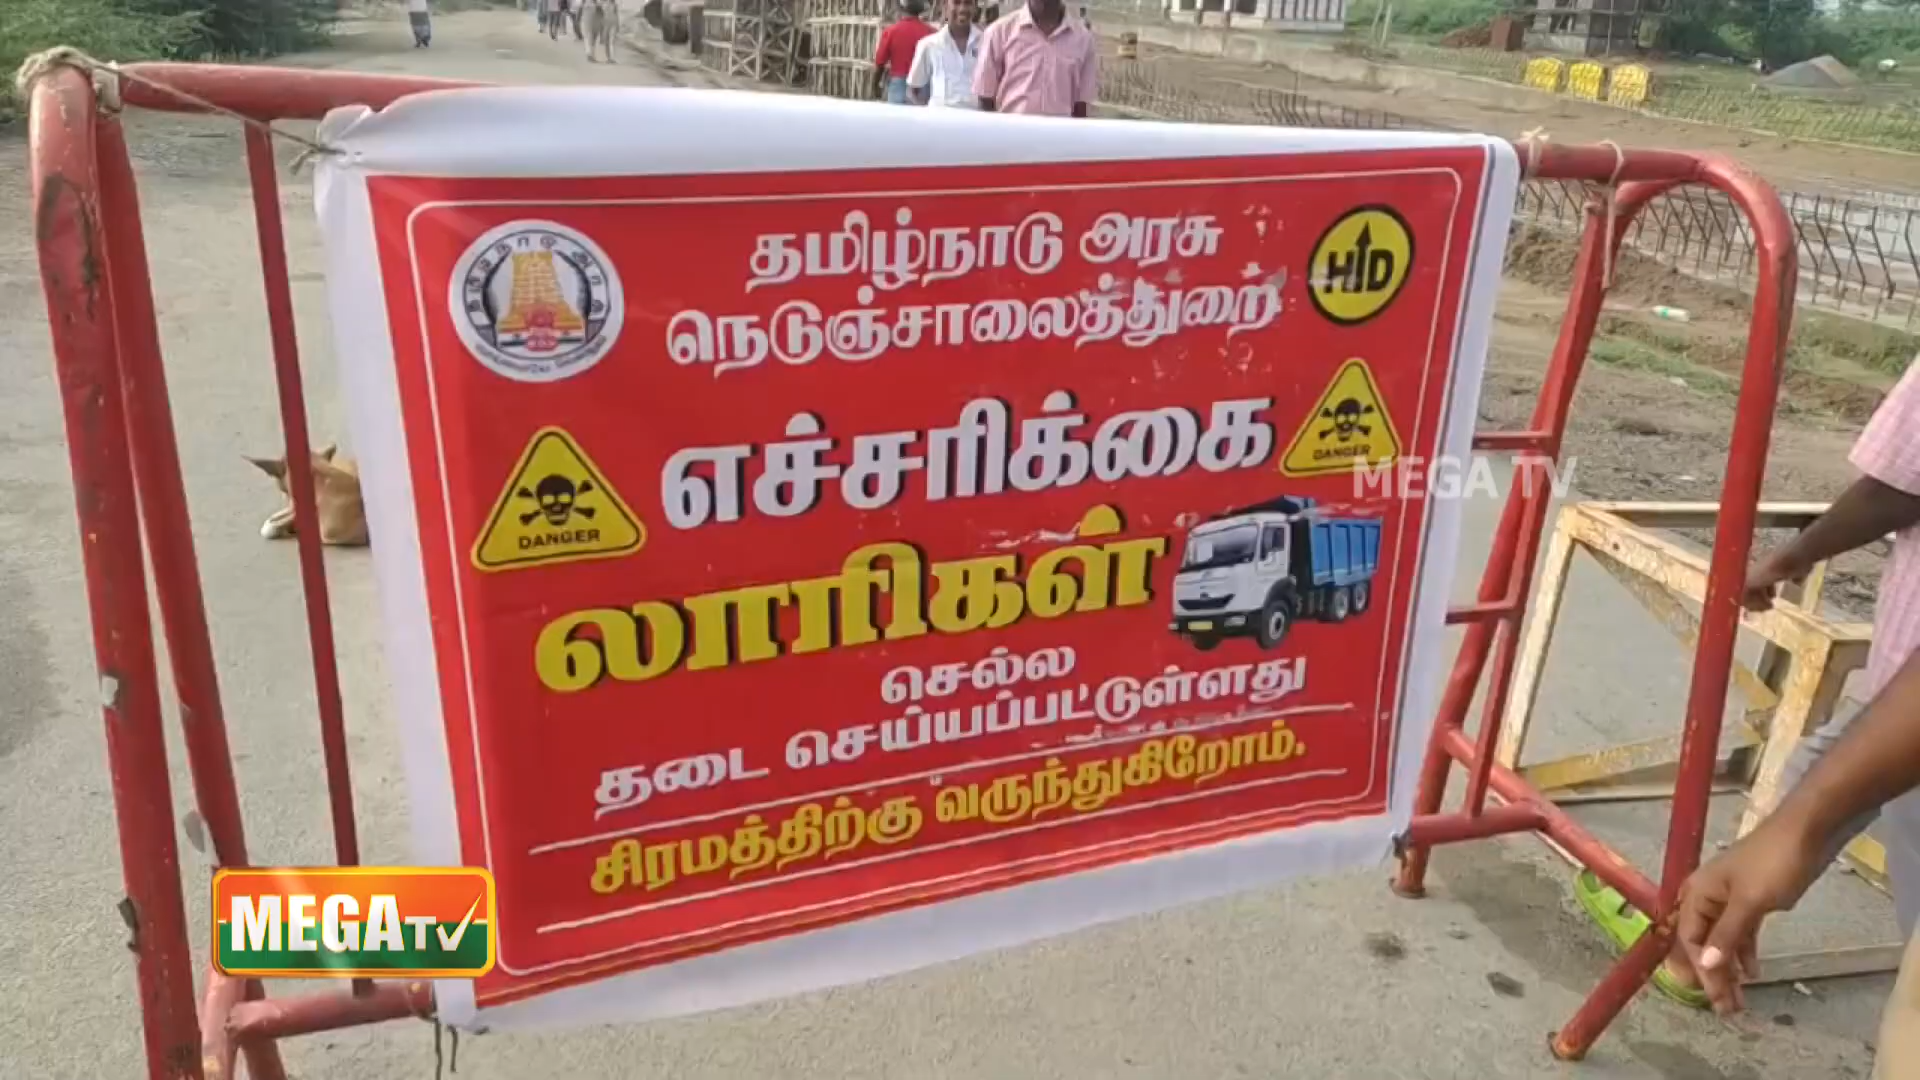 தமிழ்நாடு அரசு
நெடுஞ்சாலைத்துறை
HD
எச்சரிக்கை
DANGER
DANGER
லாரிகள்
செல்ல
தடை செய்யப்பட்டுள்ளது
சிரமத்திற்கு வருந்துகிறோம்.
MEGA TV
MEGA TV